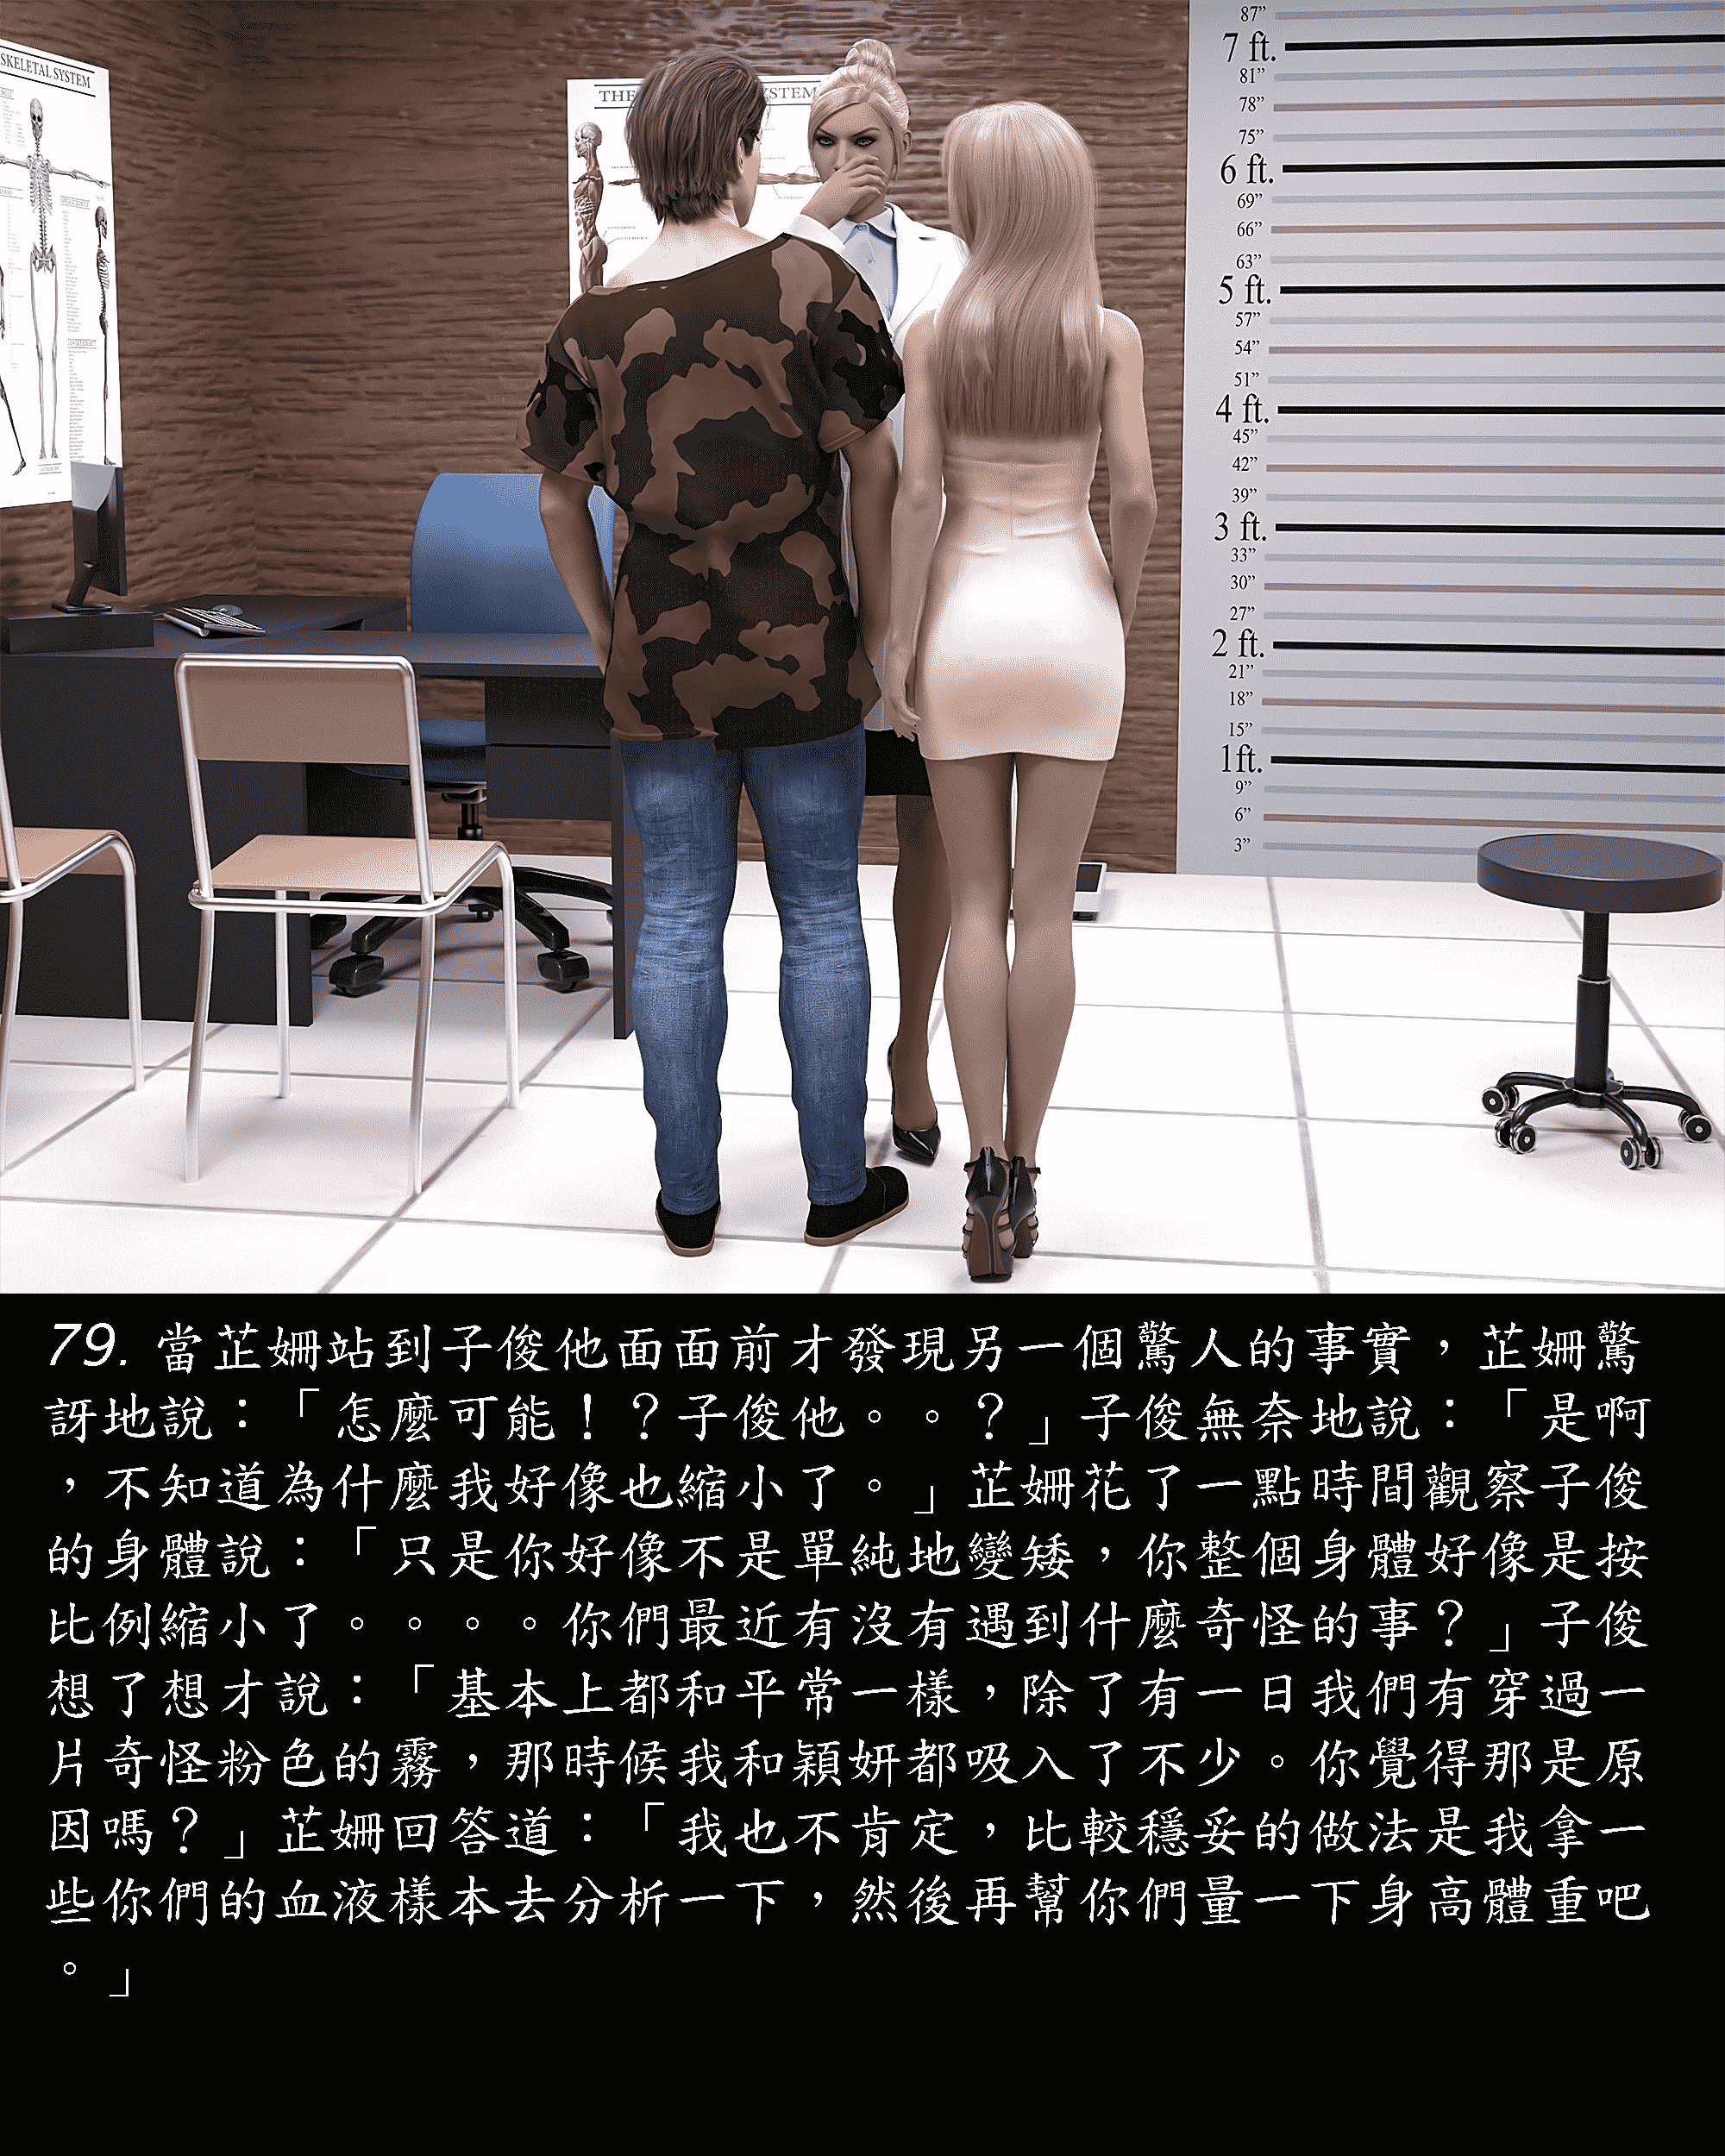 SKELETAL SYSTEM
THE
YSTEM
87”
7 ft.
81”
78”
75”
6 ft.
69”
66”
63”
5 ft.
57”
54”
51”
4 ft.
45”
42”
39”
3 ft.
33”
30”
27”
2 ft.
21”
18”
15”
1ft.
9”
6”
3”
79. 當芷姍站到子俊他面面前才發現另一個驚人的事實，芷姍驚
訝地說：「怎麼可能！？子俊他。。？」子俊無奈地說：「是啊
，不知道為什麼我好像也縮小了。」芷姍花了一點時間觀察子俊
的身體說：「只是你好像不是單純地變矮，你整個身體好像是按
比例縮小了。。。。你們最近有沒有遇到什麼奇怪的事？」子俊
想了想才說：「基本上都和平常一樣，除了有一日我們有穿過一
片奇怪粉色的霧，那時候我和穎妍都吸入了不少。你覺得那是原
因嗎？」芷姍回答道：「我也不肯定，比較穩妥的做法是我拿一
些你們的血液樣本去分析一下，然後再幫你們量一下身高體重吧
。」